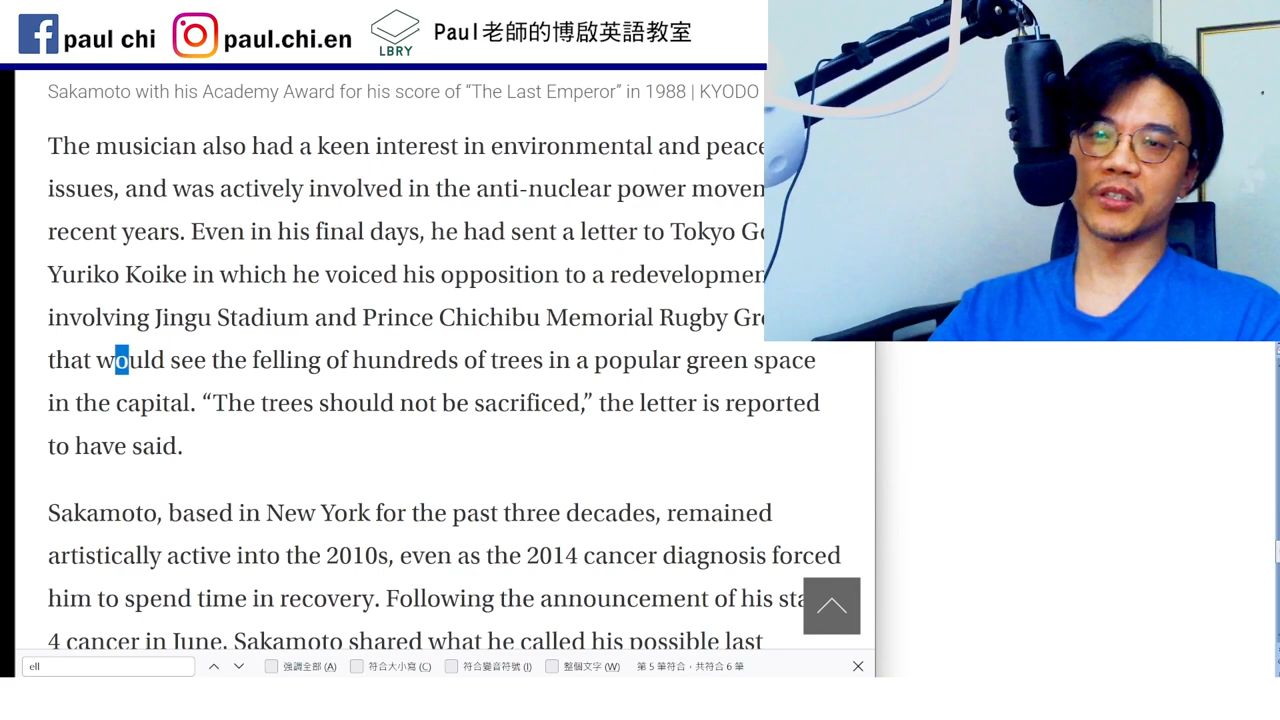 paul chi
paul.chi.en
LBRY
Paul老師的博啟英語教室
Sakamoto with his Academy Award for his score of “The Last Emperor” in 1988 | KYODO
The musician also had a keen interest in environmental and peace
issues, and was actively involved in the anti-nuclear power movem
recent years. Even in his final days, he had sent a letter to Tokyo Go
Yuriko Koike in which he voiced his opposition to a redevelopmen
involving Jingu Stadium and Prince Chichibu Memorial Rugby Gro
that would see the felling of hundreds of trees in a popular green space
in the capital. “The trees should not be sacrificed,” the letter is reported
to have said.
Sakamoto, based in New York for the past three decades, remained
artistically active into the 2010s, even as the 2014 cancer diagnosis forced
him to spend time in recovery. Following the announcement of his sta
4 cancer in June, Sakamoto shared what he called his possible last
ell
強調全部 (A)
符合大小寫 (C)
符合變音符號 (I)
整個文字 (W)
第 5 筆符合，共符合 6 筆